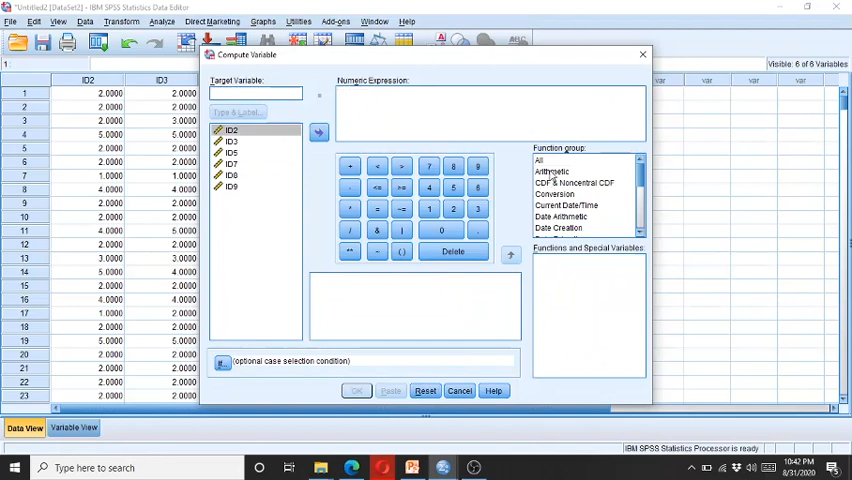 *Untitled2 [DataSet2] - IBM SPSS Statistics Data Editor
File Edit View Data Transform Analyze Direct Marketing Graphs Utilities Add-ons Window Help
1 : Visible: 6 of 6 Variables
ID2 ID3 var var var var
Compute Variable
Target Variable:
=
Numeric Expression:
Type & Label...
ID2
ID3
ID5
ID7
ID8
ID9
Function group:
All
Arithmetic
CDF & Noncentral CDF
Conversion
Current Date/Time
Date Arithmetic
Date Creation
+ < > 7 8 9
- <= >= 4 5 6
* = ~= 1 2 3
/ & | 0 .
** ~ ( ) Delete
Functions and Special Variables:
If... (optional case selection condition)
OK Paste Reset Cancel Help
1 2.0000 2.0000
2 2.0000 2.0000
3 2.0000 3.0000
4 5.0000 5.0000
5 2.0000 2.0000
6 2.0000 2.0000
7 1.0000 2.0000
8 4.0000 4.0000
9 2.0000 2.0000
10 4.0000 2.0000
11 2.0000 2.0000
12 2.0000 2.0000
13 3.0000 2.0000
14 5.0000 4.0000
15 2.0000 2.0000
16 4.0000 4.0000
17 1.0000 2.0000
18 2.0000 2.0000
19 5.0000 2.0000
20 2.0000 2.0000
21 2.0000 2.0000
22 2.0000 2.0000
23 2.0000 2.0000
Data View Variable View
IBM SPSS Statistics Processor is ready
Type here to search
10:42 PM
8/31/2020